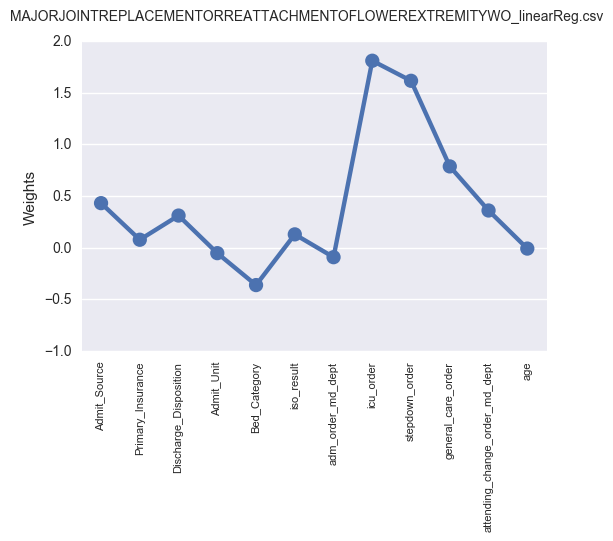 MAJORJOINTREPLACEMENTORREATTACHMENTOFLOWEREXTREMITYWO_linearReg.csv
2.0
1.5
1.0
0.5
0.0
−0.5
−1.0
Weights
Admit_Source
Primary_Insurance
Discharge_Disposition
Admit_Unit
Bed_Category
iso_result
adm_order_md_dept
icu_order
stepdown_order
general_care_order
attending_change_order_md_dept
age